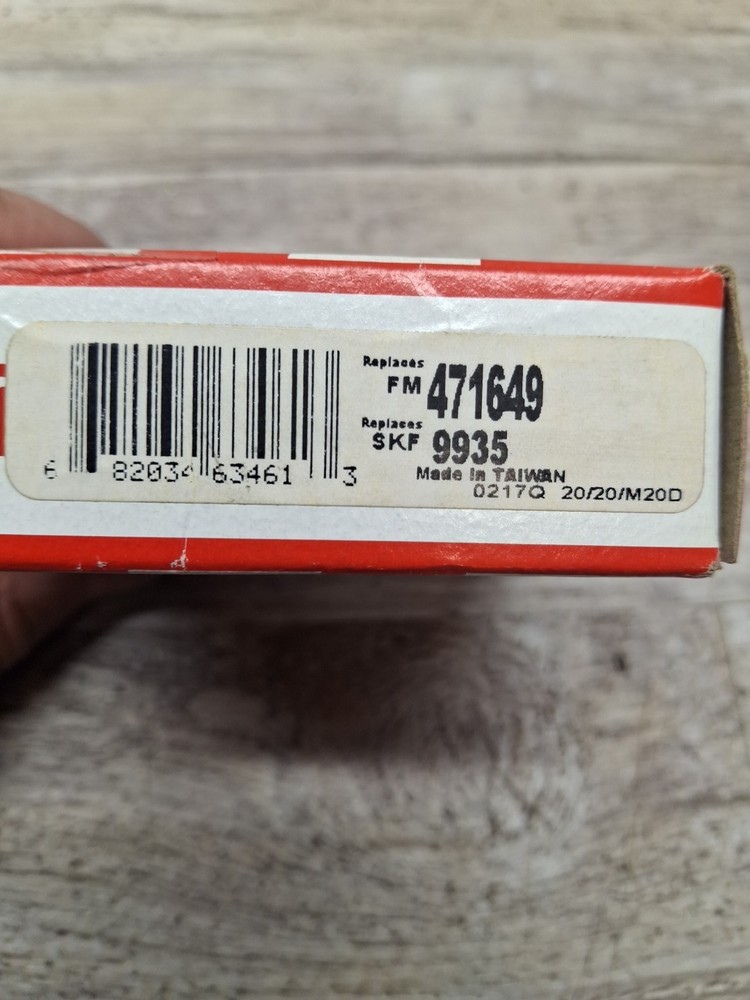 Replaces
FM 471649
Replaces
SKF 9935
Made in TAIWAN
0217Q 20/20/M20D
6 82034 63461 3